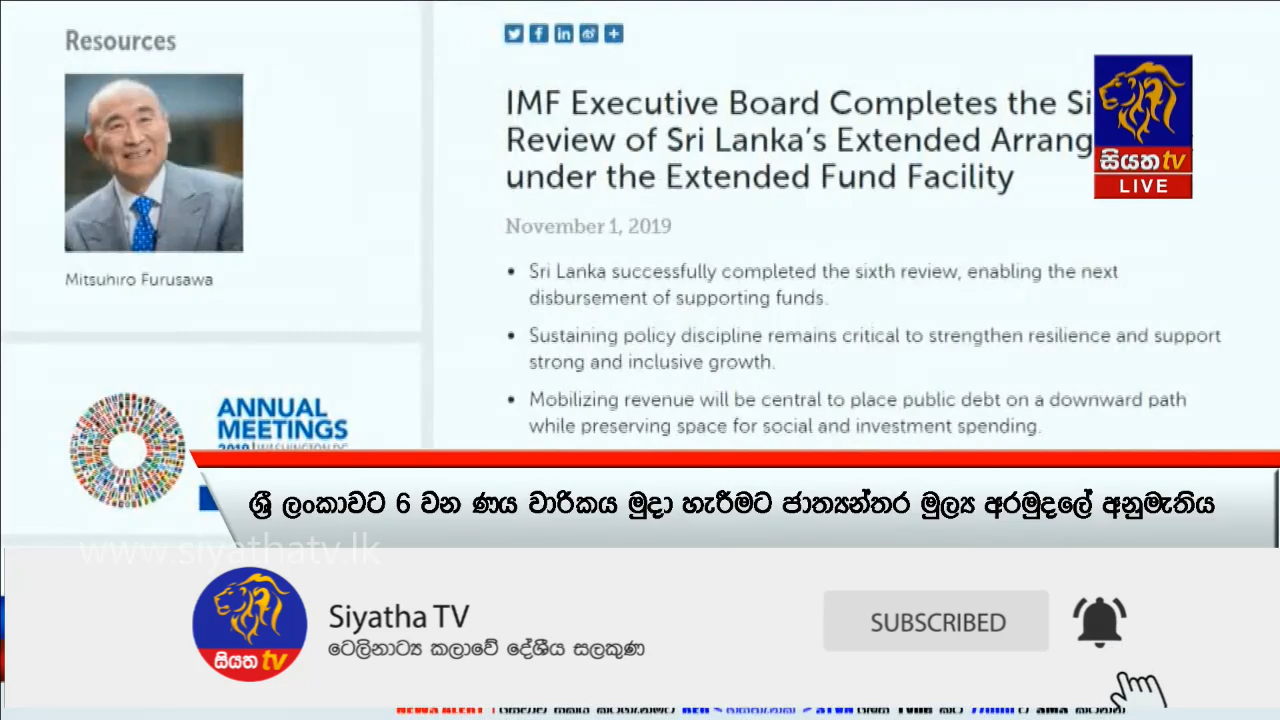 Resources
Mitsuhiro Furusawa
IMF Executive Board Completes the
Review of Sri Lanka's Extended
under the Extended Fund Facility
November 1, 2019
• Sri Lanka successfully completed the sixth review, enabling the next
disbursement of supporting funds.
• Sustaining policy discipline remains critical to strengthen resilience and support
strong and inclusive growth.
• Mobilizing revenue will be central to place public debt on a downward path
while preserving space for social and investment spending.
සියත tv
LIVE
ANNUAL
MEETINGS
2019 | WASHINGTON DC
ශ්‍රී ලංකාවට 6 වන ණය වාරිකය මුදා හැරීමට ජාත්‍යන්තර මුල්‍ය අරමුදලේ අනුමැතිය
www.siyathatv.lk
සියත tv
Siyatha TV
ටෙලිනාට්‍ය කලාවේ දේශීය සලකුණ
SUBSCRIBED
NEWS ALERT